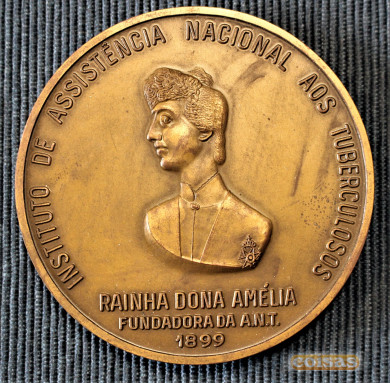 INSTITUTO DE ASSISTÊNCIA NACIONAL AOS TUBERCULOSOS
RAINHA DONA AMÉLIA
FUNDADORA DA A.N.T.
1899